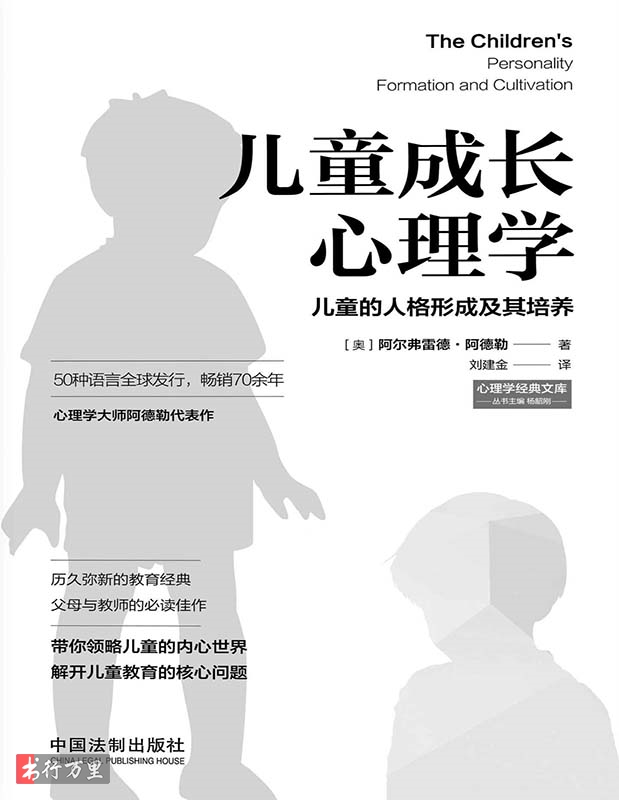 The Children's
Personality
Formation and Cultivation
儿童成长
心理学
儿童的人格形成及其培养
［奥］阿尔弗雷德·阿德勒——著
刘建金——译
心理学经典文库
丛书主编 杨韶刚
50种语言全球发行，畅销70余年
心理学大师阿德勒代表作
历久弥新的教育经典
父母与教师的必读佳作
带你领略儿童的内心世界
解开儿童教育的核心问题
中国法制出版社
CHINA LEGAL PUBLISHING HOUSE
书行万里